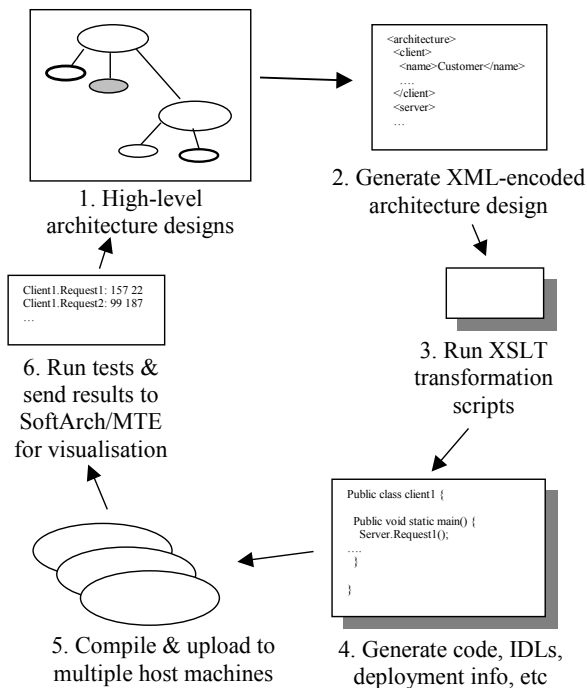 <architecture>
<client>
<name>Customer</name>
....
</client>
<server>
...
1. High-level
architecture designs
2. Generate XML-encoded
architecture design
Client1.Request1: 157 22
Client1.Request2: 99 187
...
3. Run XSLT
transformation
scripts
6. Run tests &
send results to
SoftArch/MTE
for visualisation
Public class client1 {
Public void static main() {
Server.Request1();
....
}
}
5. Compile & upload to
multiple host machines
4. Generate code, IDLs,
deployment info, etc